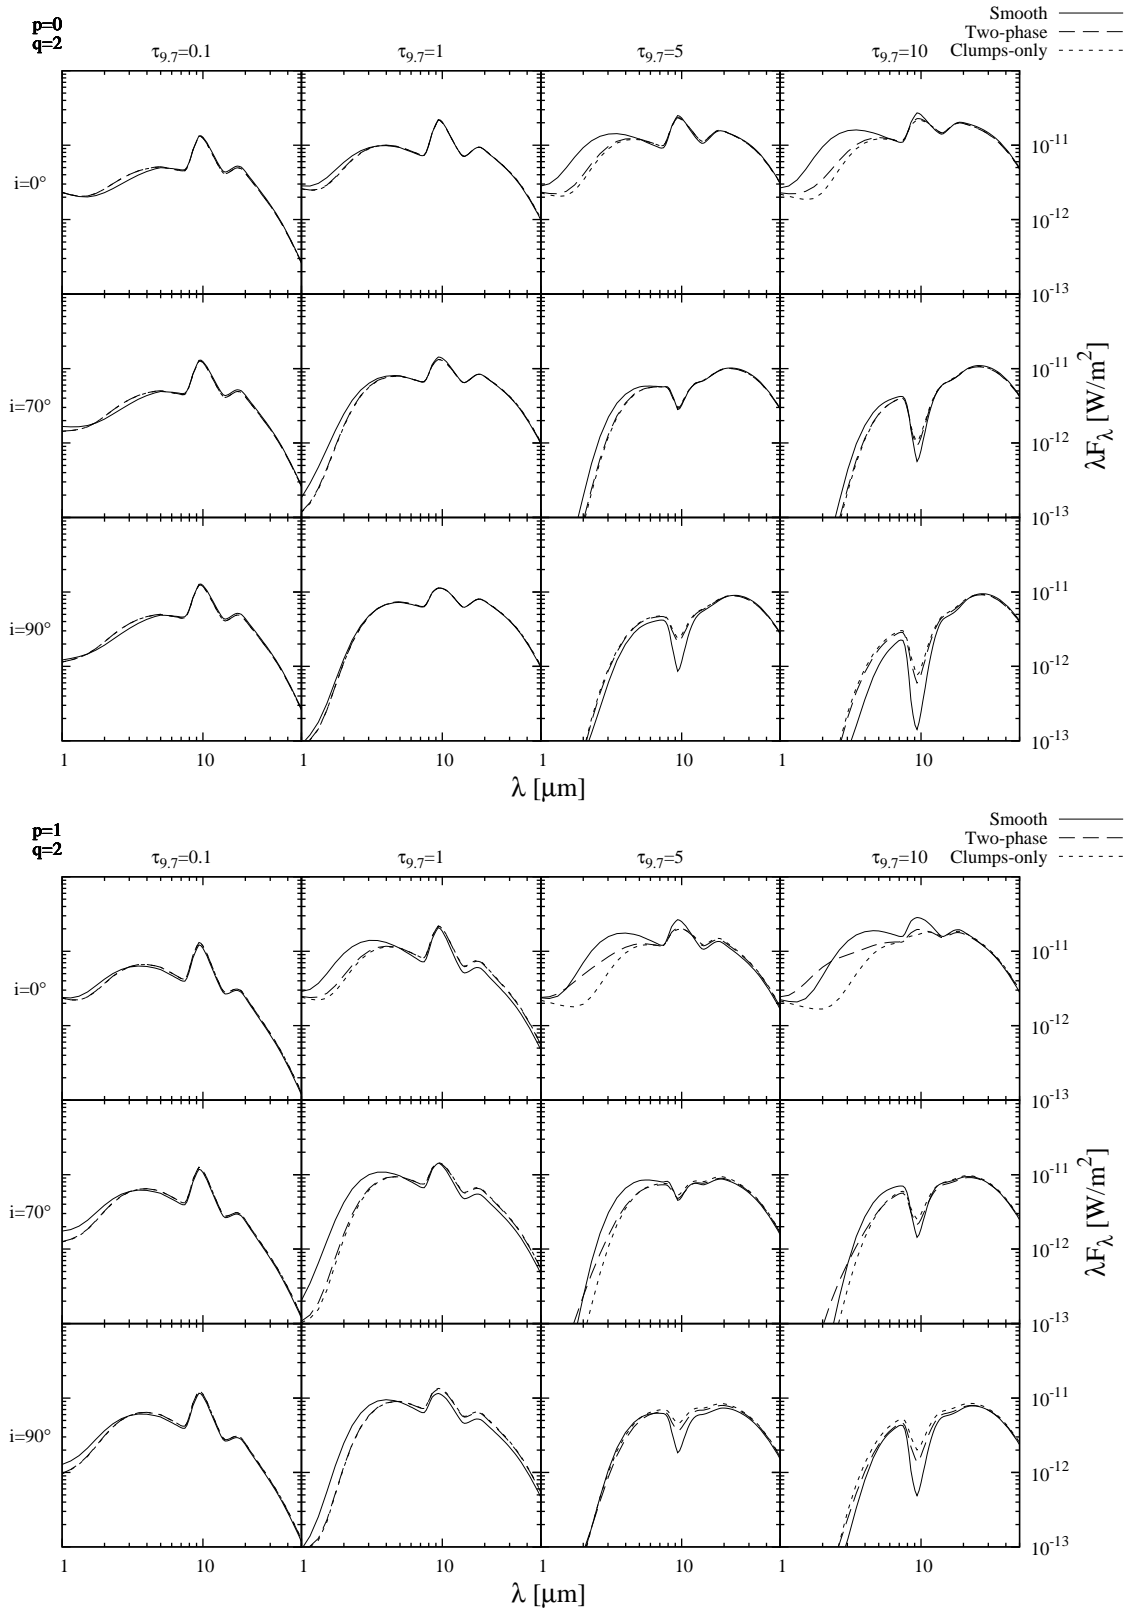 p=0
q=2
Smooth
Two-phase
Clumps-only
τ9.7=0.1 τ9.7=1 τ9.7=5 τ9.7=10
i=0°
10-11
10-12
10-13
i=70°
10-11
10-12
10-13
λFλ [W/m2]
i=90°
10-11
10-12
10-13
1 10 1 10 1 10 1 10
λ [μm]
p=1
q=2
Smooth
Two-phase
Clumps-only
τ9.7=0.1 τ9.7=1 τ9.7=5 τ9.7=10
i=0°
10-11
10-12
10-13
i=70°
10-11
10-12
10-13
λFλ [W/m2]
i=90°
10-11
10-12
10-13
1 10 1 10 1 10 1 10
λ [μm]